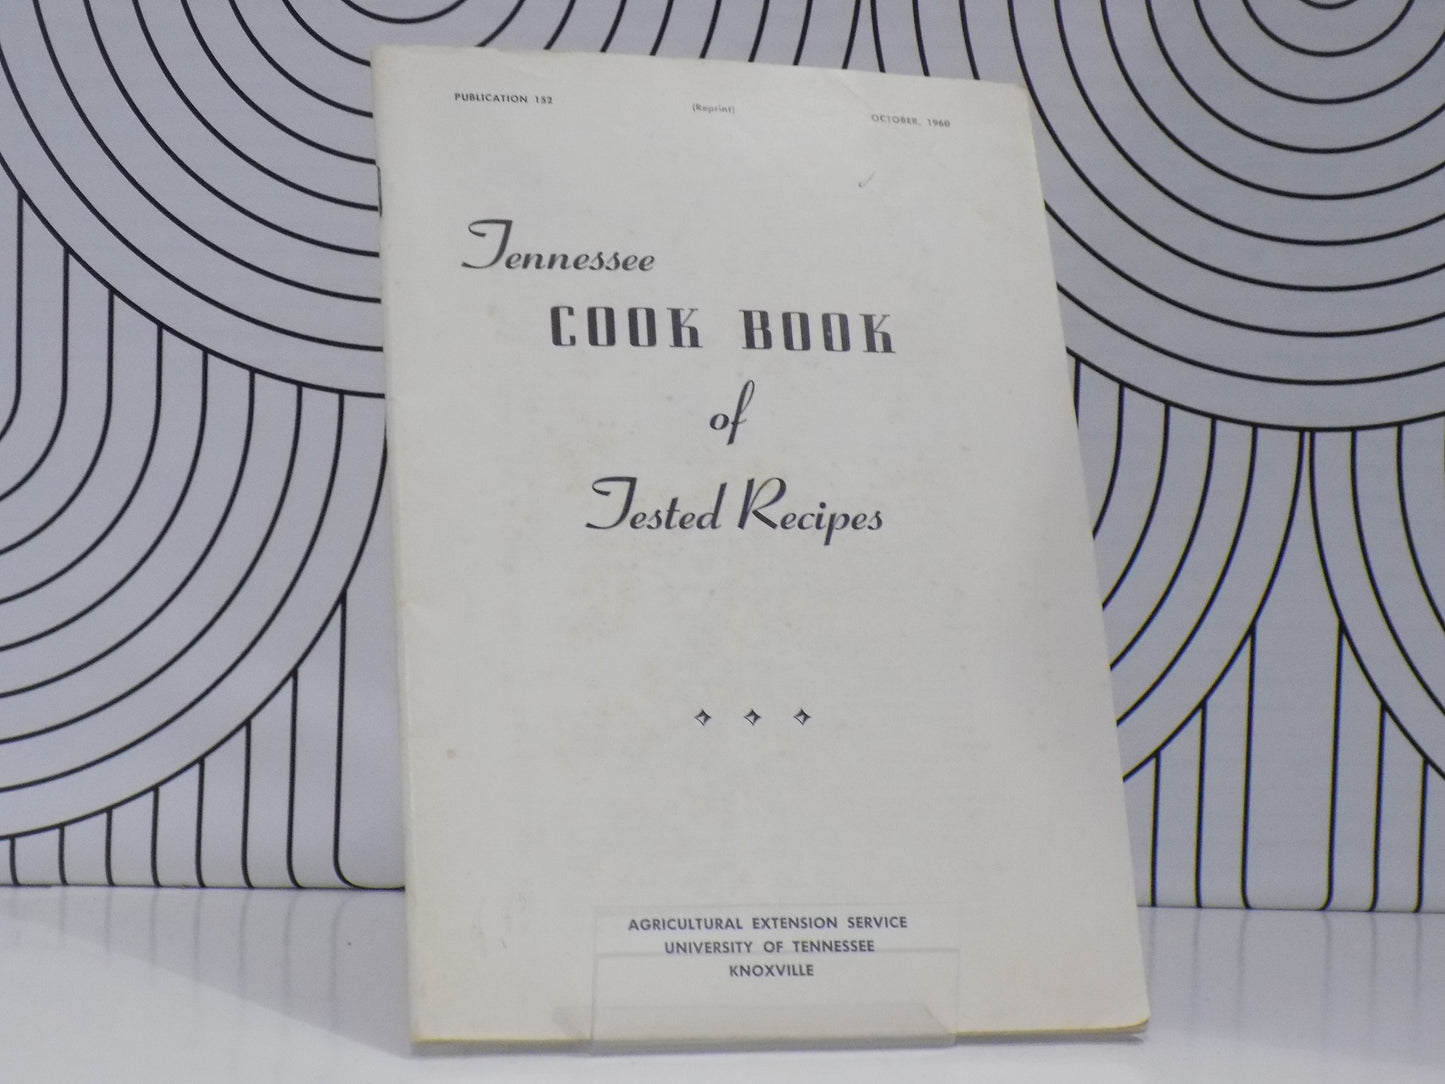 PUBLICATION 152 (Reprint) OCTOBER, 1960
Tennessee
COOK BOOK
of
Tested Recipes
AGRICULTURAL EXTENSION SERVICE
UNIVERSITY OF TENNESSEE
KNOXVILLE